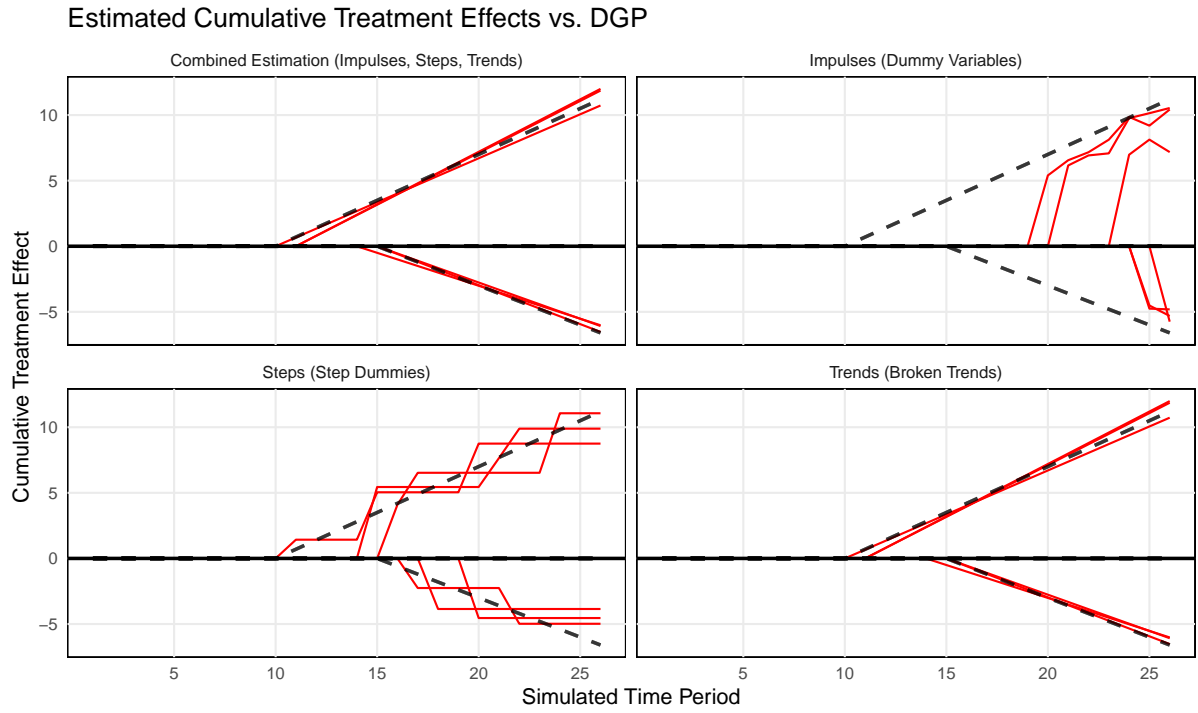 Estimated Cumulative Treatment Effects vs. DGP
Combined Estimation (Impulses, Steps, Trends)
Impulses (Dummy Variables)
10
5
0
−5
Steps (Step Dummies)
Trends (Broken Trends)
10
5
0
−5
Cumulative Treatment Effect
5
10
15
20
25
5
10
15
20
25
Simulated Time Period